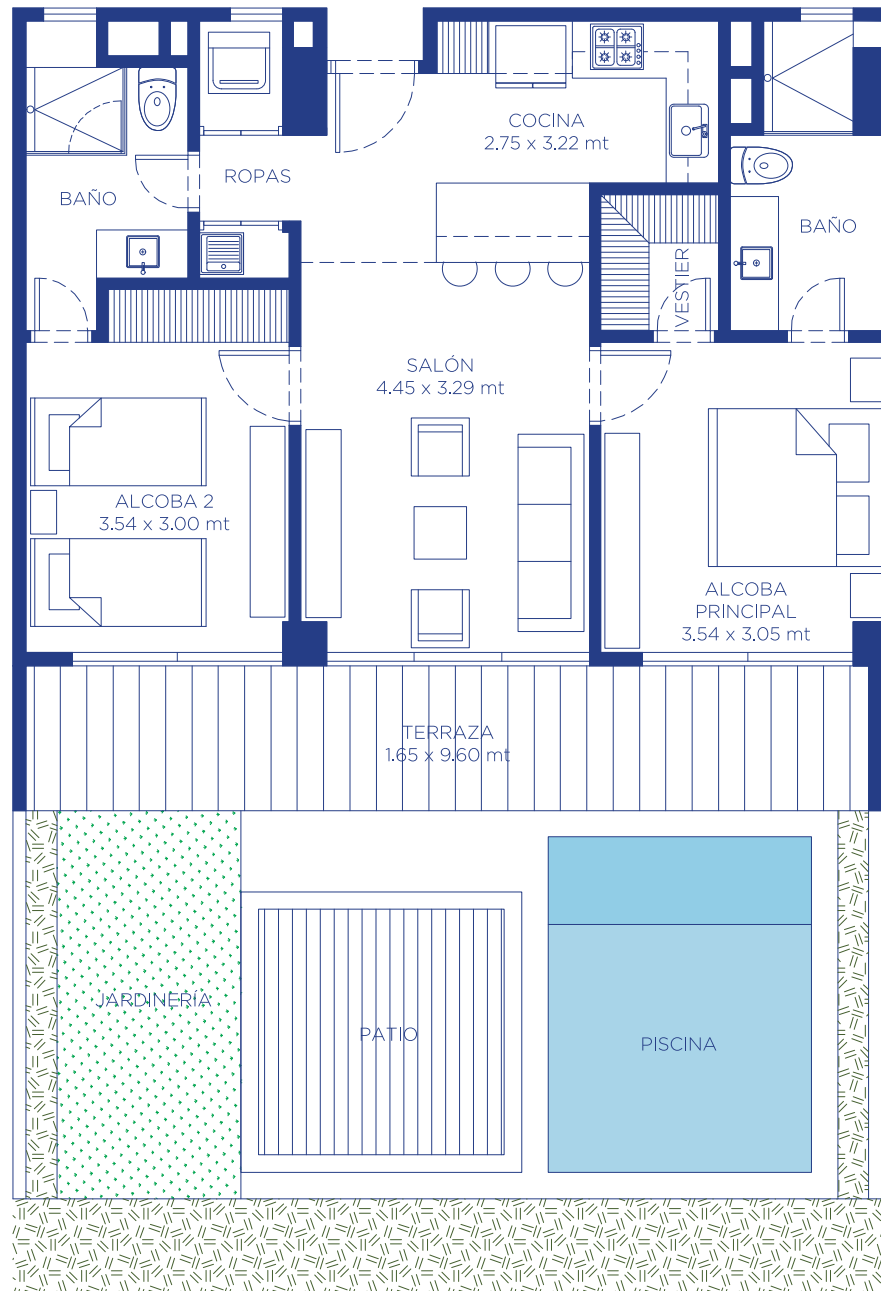 COCINA
2.75 x 3.22 mt
ROPAS
BAÑO
BAÑO
VESTIER
SALÓN
4.45 x 3.29 mt
ALCOBA 2
3.54 x 3.00 mt
ALCOBA
PRINCIPAL
3.54 x 3.05 mt
TERRAZA
1.65 x 9.60 mt
JARDINERÍA
PATIO
PISCINA